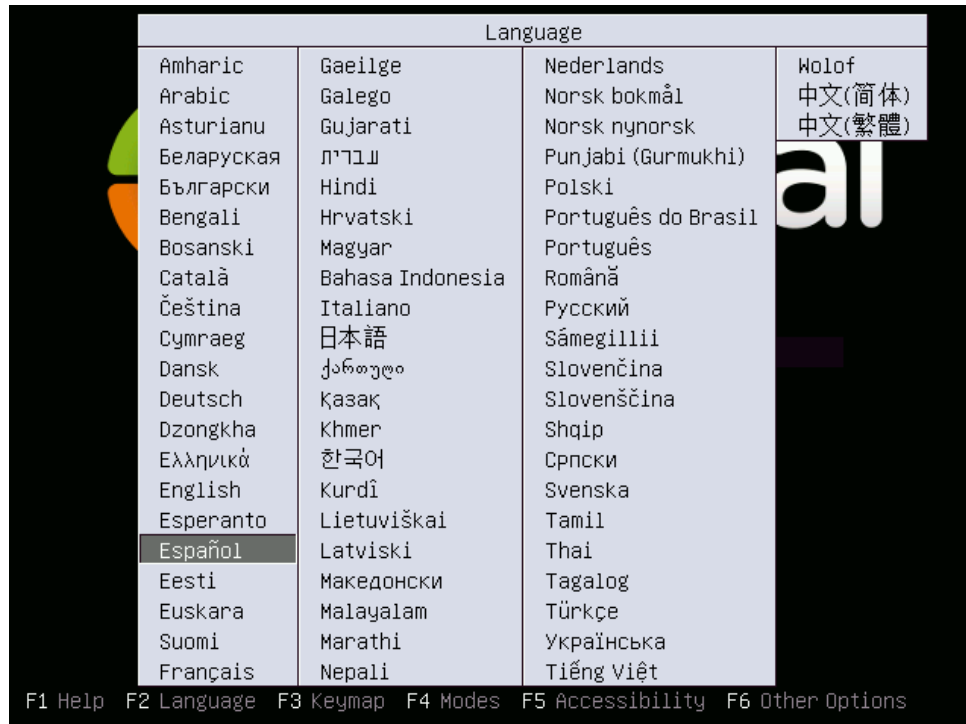 Language
Amharic
Arabic
Asturianu
Беларуская
Български
Bengali
Bosanski
Català
Čeština
Cymraeg
Dansk
Deutsch
Dzongkha
Ελληνικά
English
Esperanto
Español
Eesti
Euskara
Suomi
Français
Gaeilge
Galego
Gujarati
עברית
Hindi
Hrvatski
Magyar
Bahasa Indonesia
Italiano
日本語
ქართული
Қазақ
Khmer
한국어
Kurdî
Lietuviškai
Latviski
Македонски
Malayalam
Marathi
Nepali
Nederlands
Norsk bokmål
Norsk nynorsk
Punjabi (Gurmukhi)
Polski
Português do Brasil
Português
Română
Русский
Sámegillii
Slovenčina
Slovenščina
Shqip
Српски
Svenska
Tamil
Thai
Tagalog
Türkçe
Українська
Tiếng Việt
Wolof
中文(简体)
中文(繁體)
F1 Help F2 Language F3 Keymap F4 Modes F5 Accessibility F6 Other Options